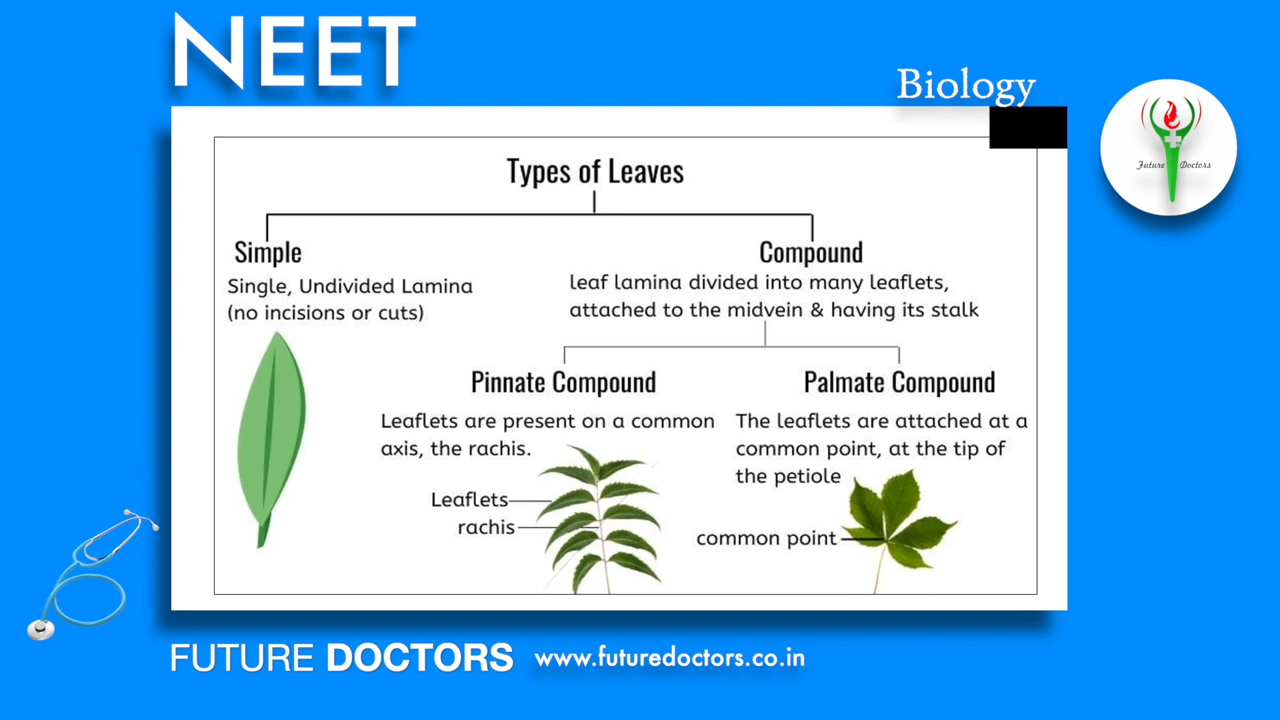 NEET
Biology
Future Doctors
Types of Leaves
Simple
Single, Undivided Lamina
(no incisions or cuts)
Compound
leaf lamina divided into many leaflets,
attached to the midvein & having its stalk
Pinnate Compound
Leaflets are present on a common
axis, the rachis.
Leaflets
rachis
Palmate Compound
The leaflets are attached at a
common point, at the tip of
the petiole
common point
FUTURE DOCTORS www.futuredoctors.co.in